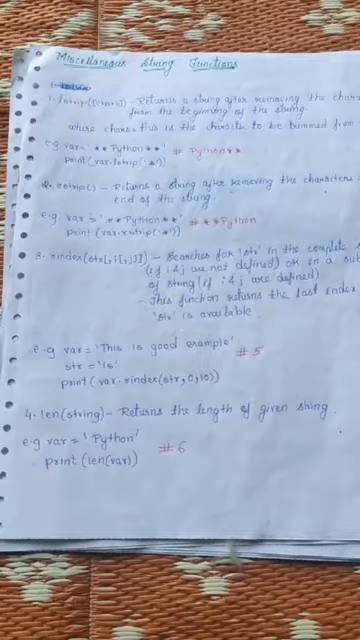 Miscellaneous String Functions
1. lstrip([chars]) - Returns a string after removing the chara
from the beginning of the string
where chars: this is the character to be trimmed from
e.g var = '**Python**' # Python**
print(var.lstrip('*'))
2. rstrip() - Returns a string after removing the characters
end of the string.
e.g var = '**Python**' # **Python
print (var.rstrip('*'))
3. rindex(str[,i[,j]]) - Searches for 'str' in the complete s
(if i & j are not defined) or in a sub
of string (if i & j are defined)
- This function returns the last index
'str' is available.
e.g var = 'This is good example' # 5
str = 'is'
print( var.rindex(str,0,10))
4. len(string) - Returns the length of given string.
e.g var = 'Python' # 6
print (len(var))